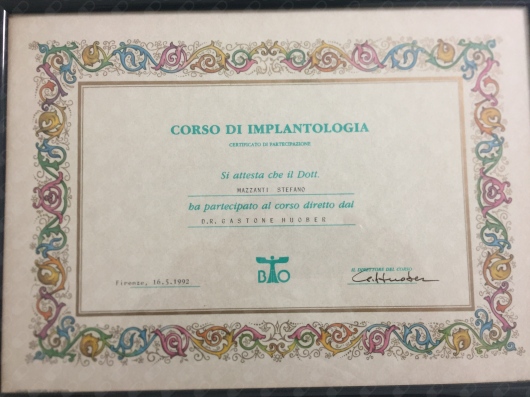 CORSO DI IMPLANTOLOGIA
CERTIFICATO DI PARTECIPAZIONE
Si attesta che il Dott.
MAZZANTI STEFANO
ha partecipato al corso diretto dal
GASTONE
BTO
IL DIRETTORE DEL CORSO
Firenze, 16.5.1992